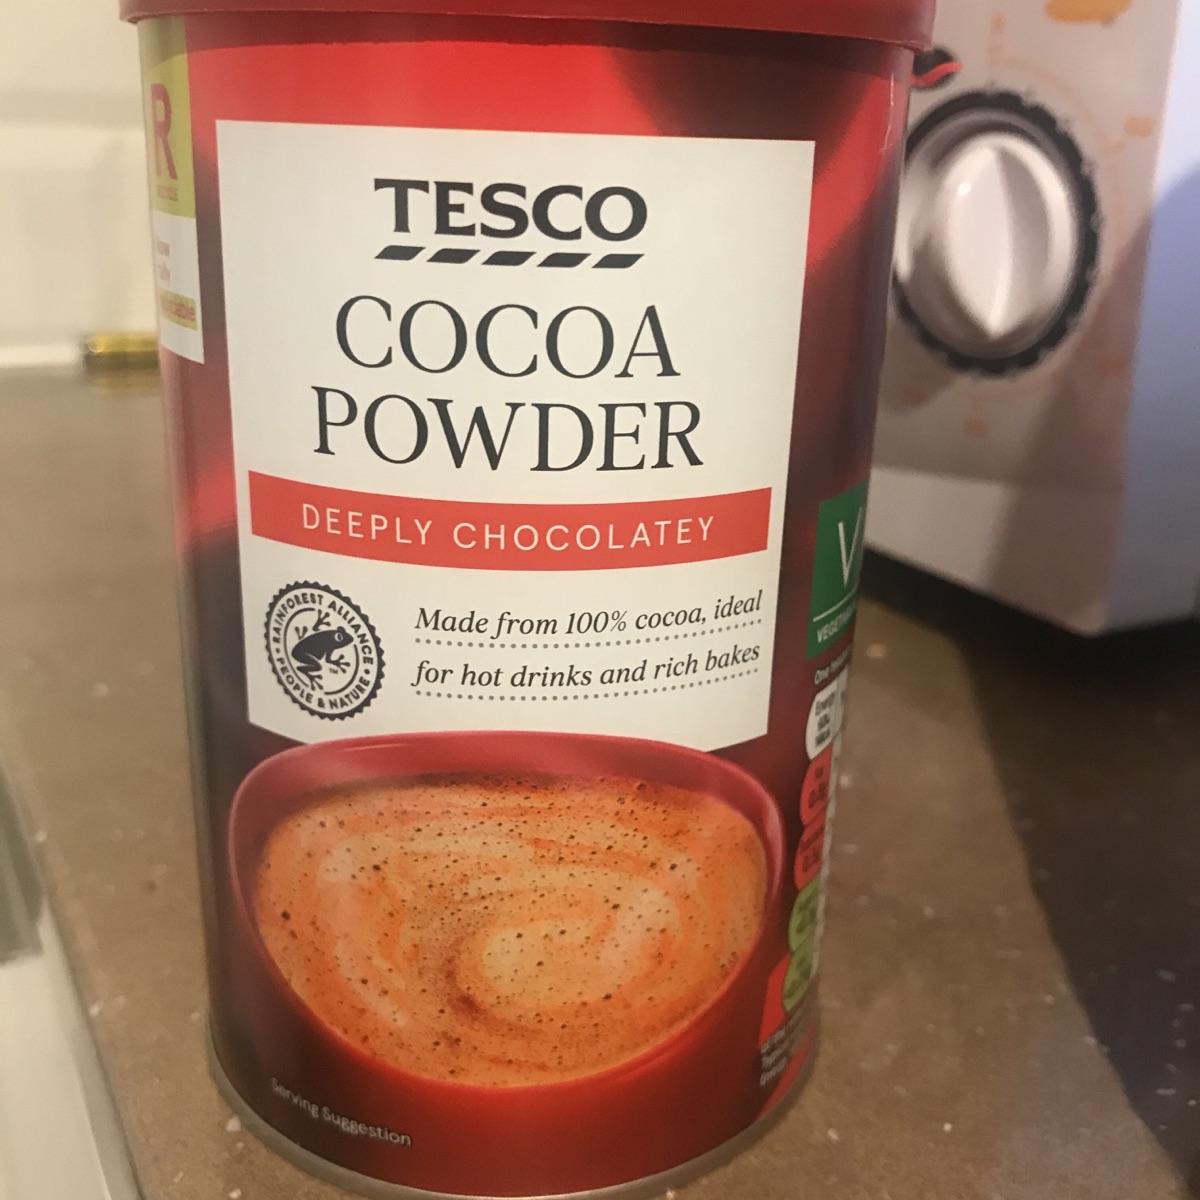 R
TESCO
COCOA
POWDER
DEEPLY CHOCOLATEY
RAINFOREST ALLIANCE
PEOPLE & NATURE
Made from 100% cocoa, ideal
for hot drinks and rich bakes
V
Energy
Serving Suggestion